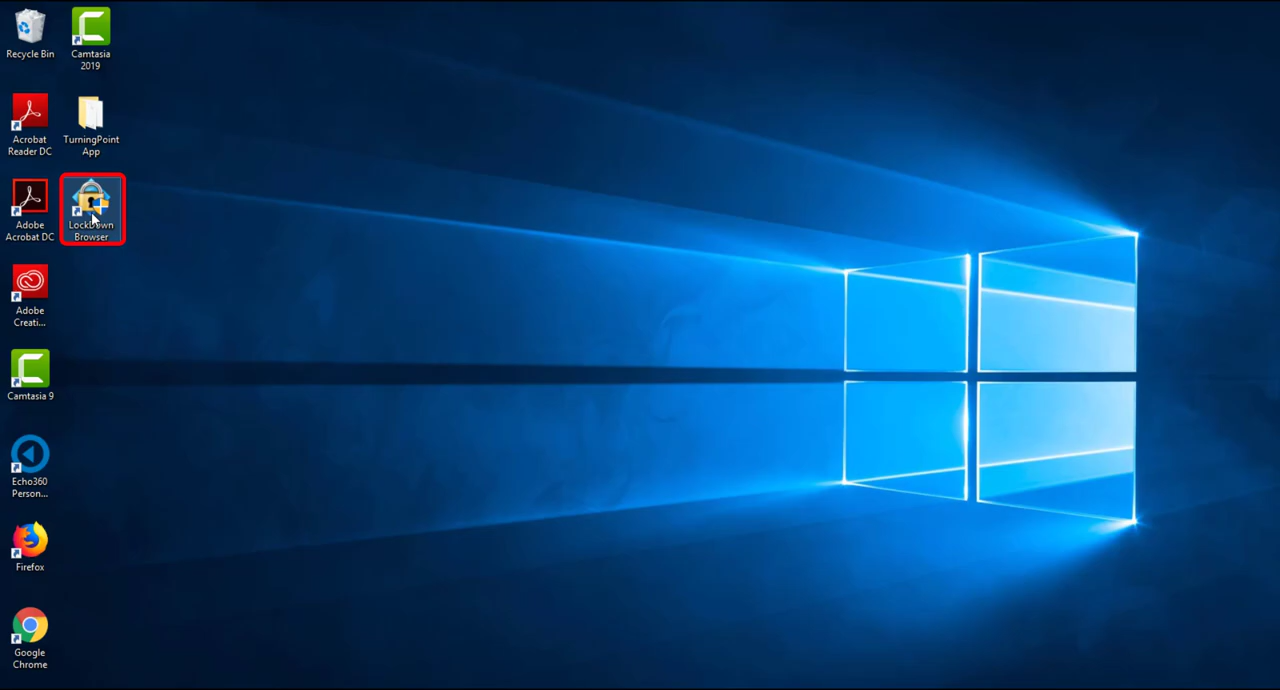 Recycle Bin
Camtasia
2019
Acrobat
Reader DC
TurningPoint
App
Adobe
Acrobat DC
LockDown
Browser
Adobe
Creati...
Camtasia 9
Echo360
Person...
Firefox
Google
Chrome